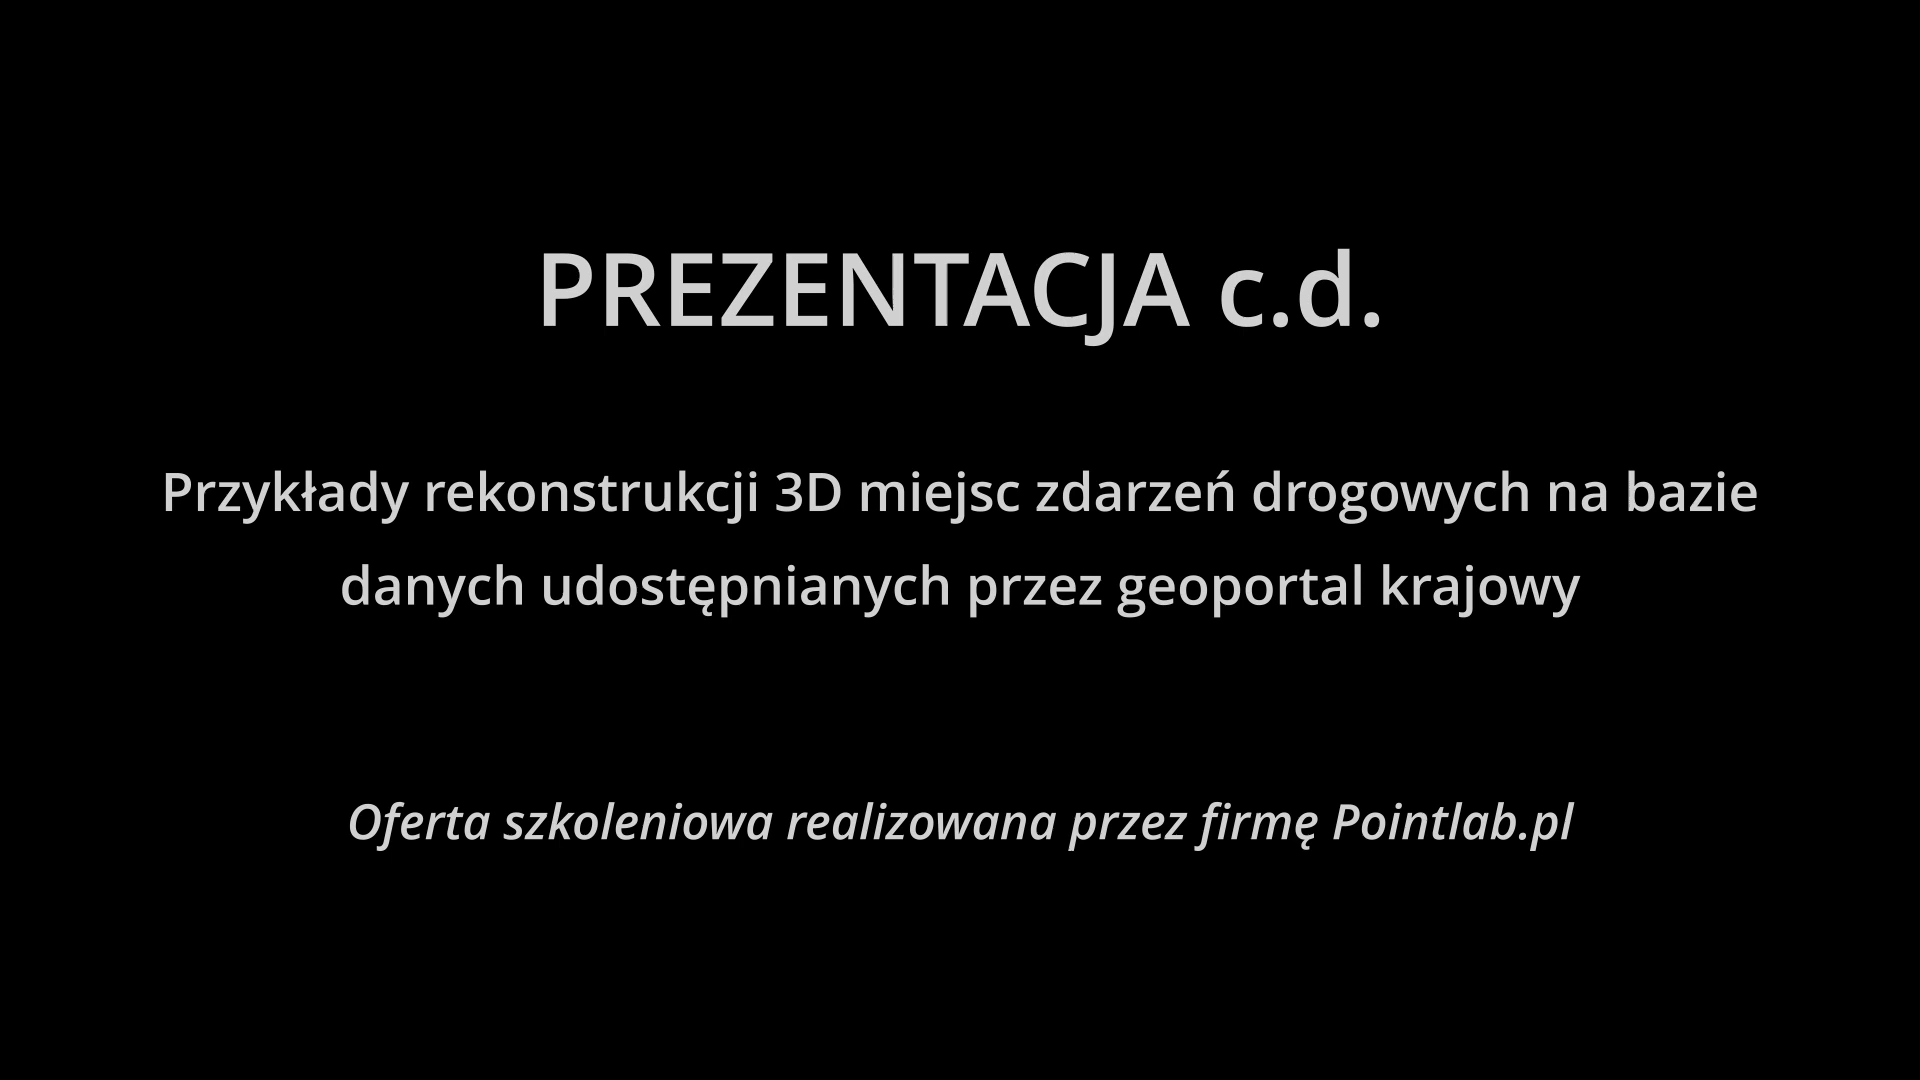 PREZENTACJA c.d.
Przykłady rekonstrukcji 3D miejsc zdarzeń drogowych na bazie
danych udostępnianych przez geoportal krajowy
Oferta szkoleniowa realizowana przez firmę Pointlab.pl